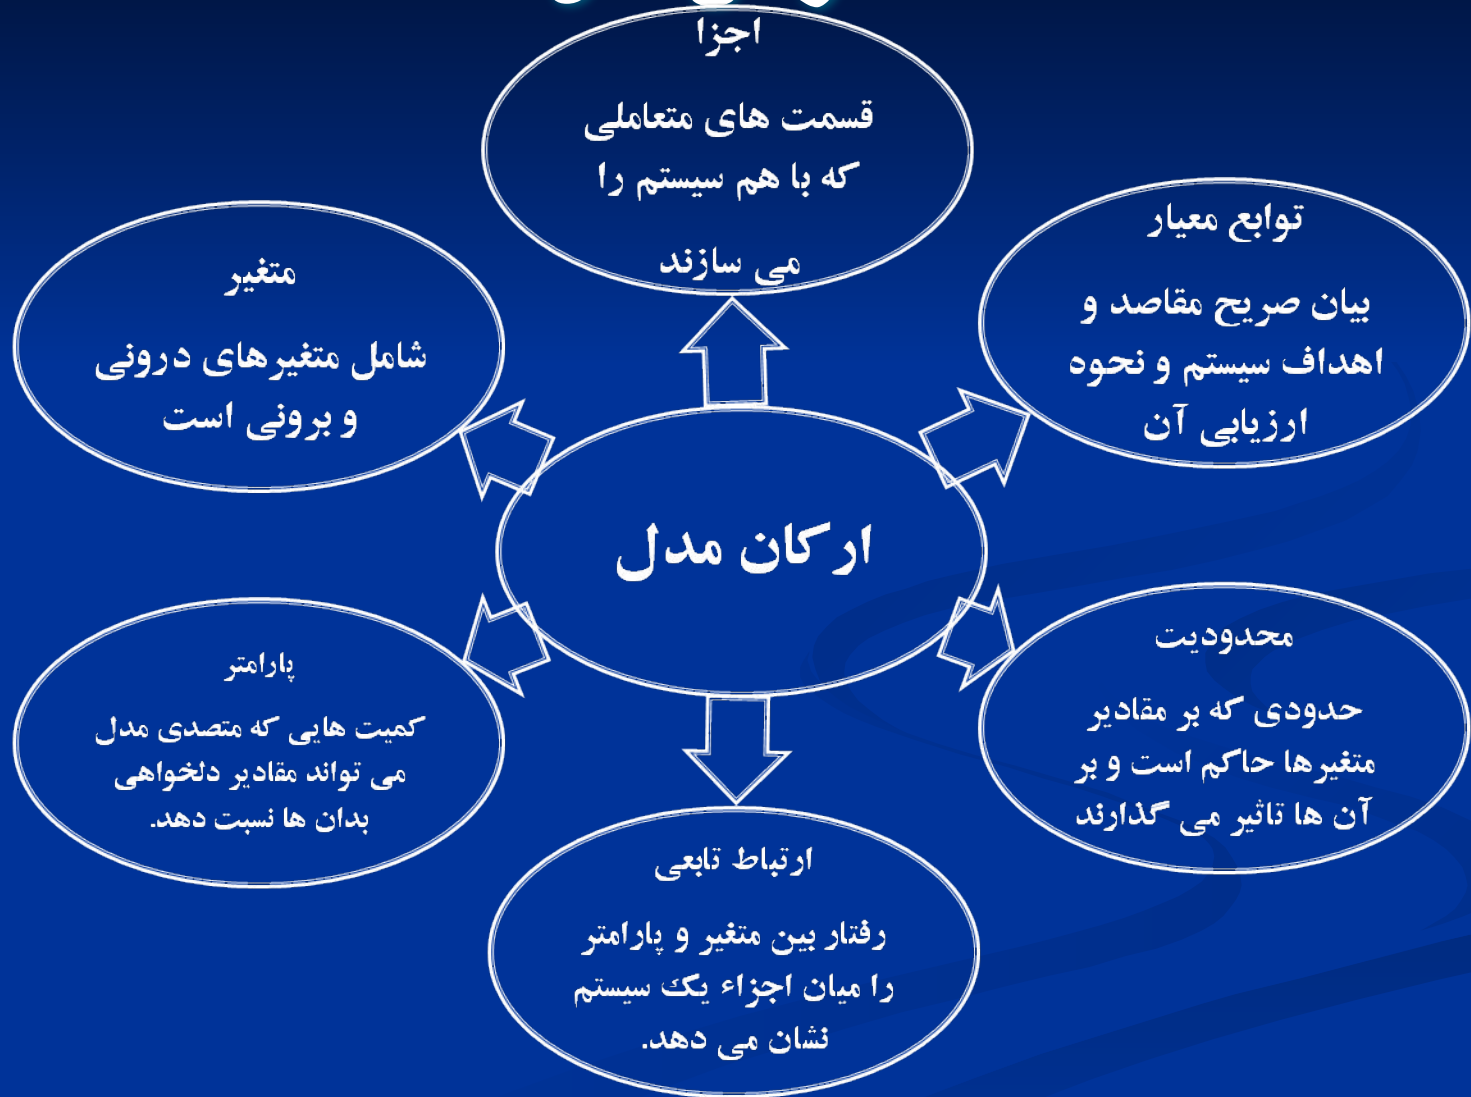 اجزا
قسمت های متعاملی
که با هم سیستم را
می سازند
توابع معیار
بیان صریح مقاصد و
اهداف سیستم و نحوه
ارزیابی آن
متغیر
شامل متغیرهای درونی
و برونی است
ارکان مدل
محدودیت
حدودی که بر مقادیر
متغیرها حاکم است و بر
آن ها تاثیر می گذارند
پارامتر
کمیت هایی که متصدی مدل
می تواند مقادیر دلخواهی
بدان ها نسبت دهد.
ارتباط تابعی
رفتار بین متغیر و پارامتر
را میان اجزاء یک سیستم
نشان می دهد.